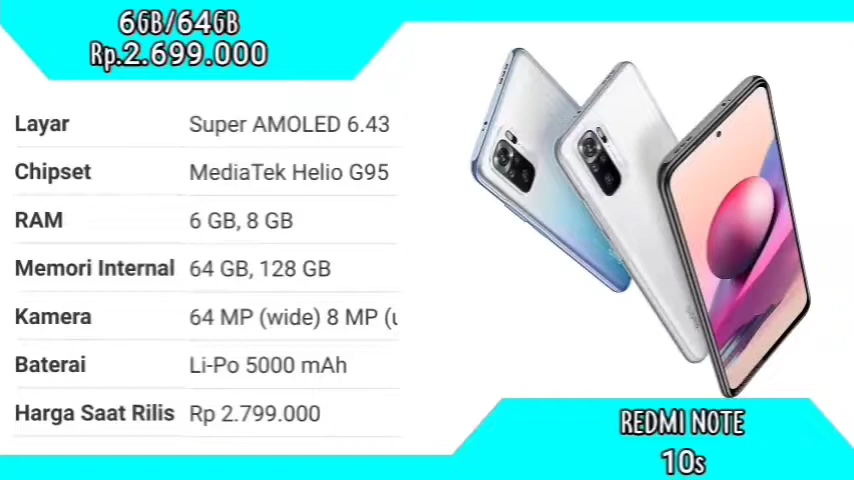 6GB/64GB
Rp.2.699.000
Layar Super AMOLED 6.43
Chipset MediaTek Helio G95
RAM 6 GB, 8 GB
Memori Internal 64 GB, 128 GB
Kamera 64 MP (wide) 8 MP (u
Baterai Li-Po 5000 mAh
Harga Saat Rilis Rp 2.799.000
REDMI NOTE
10s